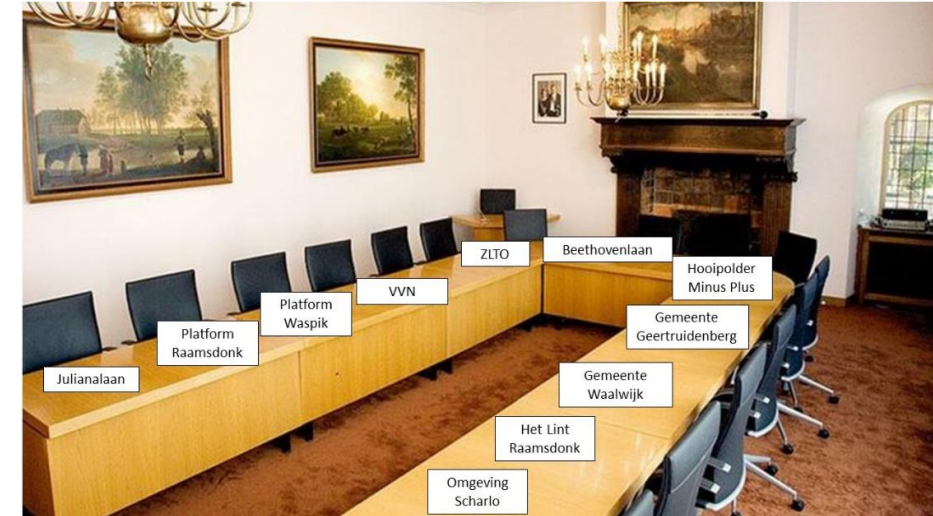 ZLTO
Beethovenlaan
Hooipolder
Minus Plus
VVN
Platform
Waspik
Gemeente
Geertruidenberg
Platform
Raamsdonk
Julianalaan
Gemeente
Waalwijk
Het Lint
Raamsdonk
Omgeving
Scharlo